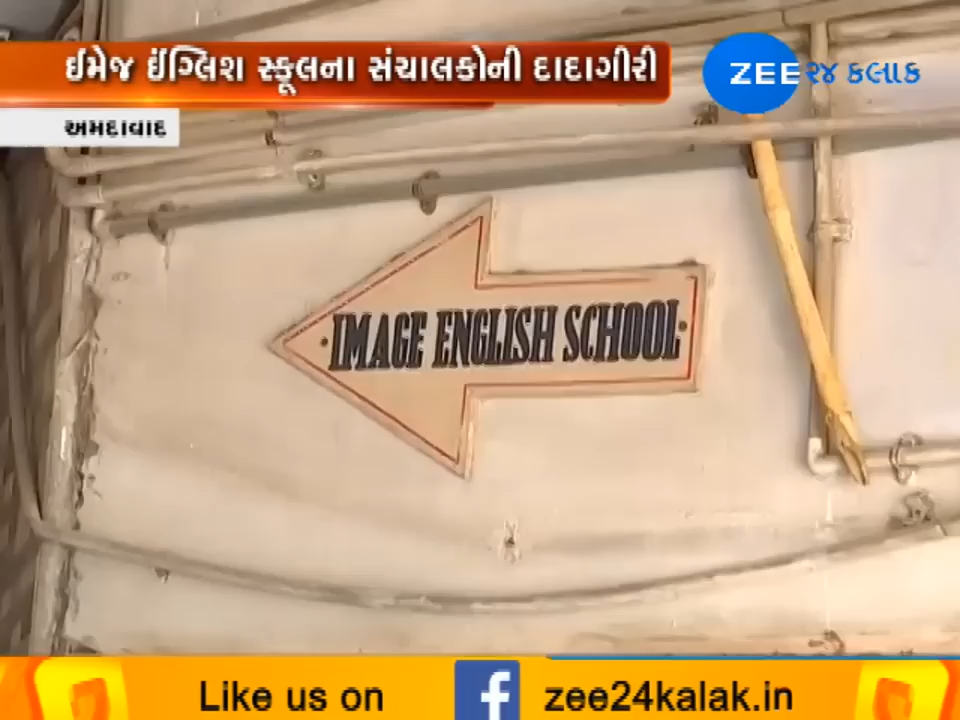 ઈમેજ ઈંગ્લિશ સ્કૂલના સંચાલકોની દાદાગીરી
ZEE ૨૪ કલાક
અમદાવાદ
IMAGE ENGLISH SCHOOL
Like us on f zee24kalak.in